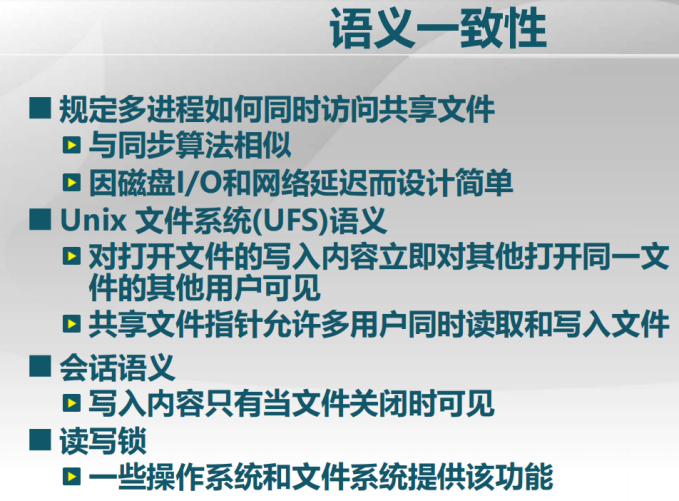 语义一致性
规定多进程如何同时访问共享文件
与同步算法相似
因磁盘I/O和网络延迟而设计简单
Unix 文件系统(UFS)语义
对打开文件的写入内容立即对其他打开同一文
件的其他用户可见
共享文件指针允许多用户同时读取和写入文件
会话语义
写入内容只有当文件关闭时可见
读写锁
一些操作系统和文件系统提供该功能